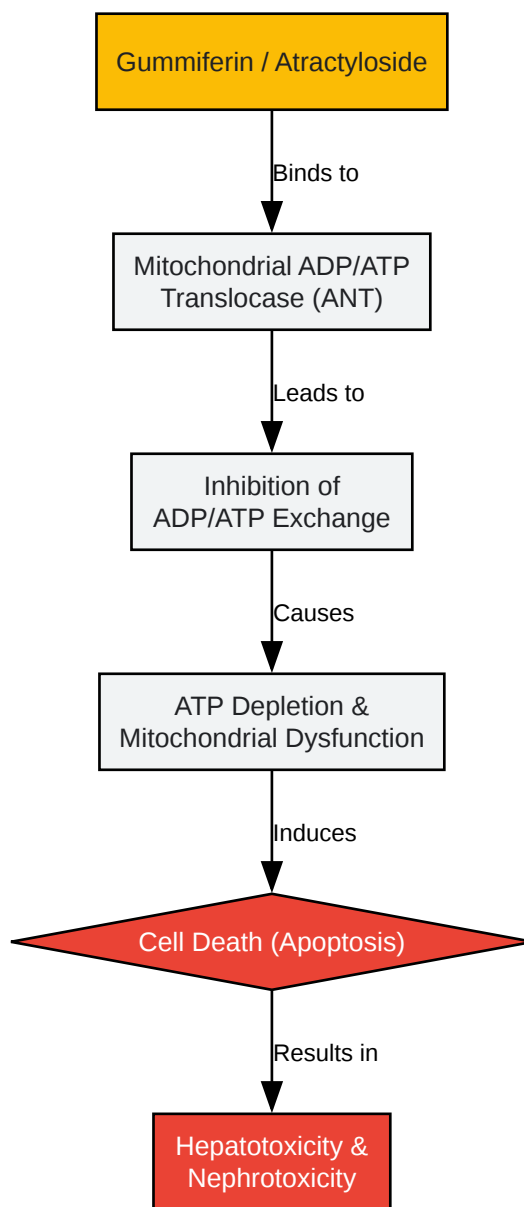 Gummiferin / Atractyloside
Binds to
Mitochondrial ADP/ATP
Translocase (ANT)
Leads to
Inhibition of
ADP/ATP Exchange
Causes
ATP Depletion &
Mitochondrial Dysfunction
Induces
Cell Death (Apoptosis)
Results in
Hepatotoxicity &
Nephrotoxicity